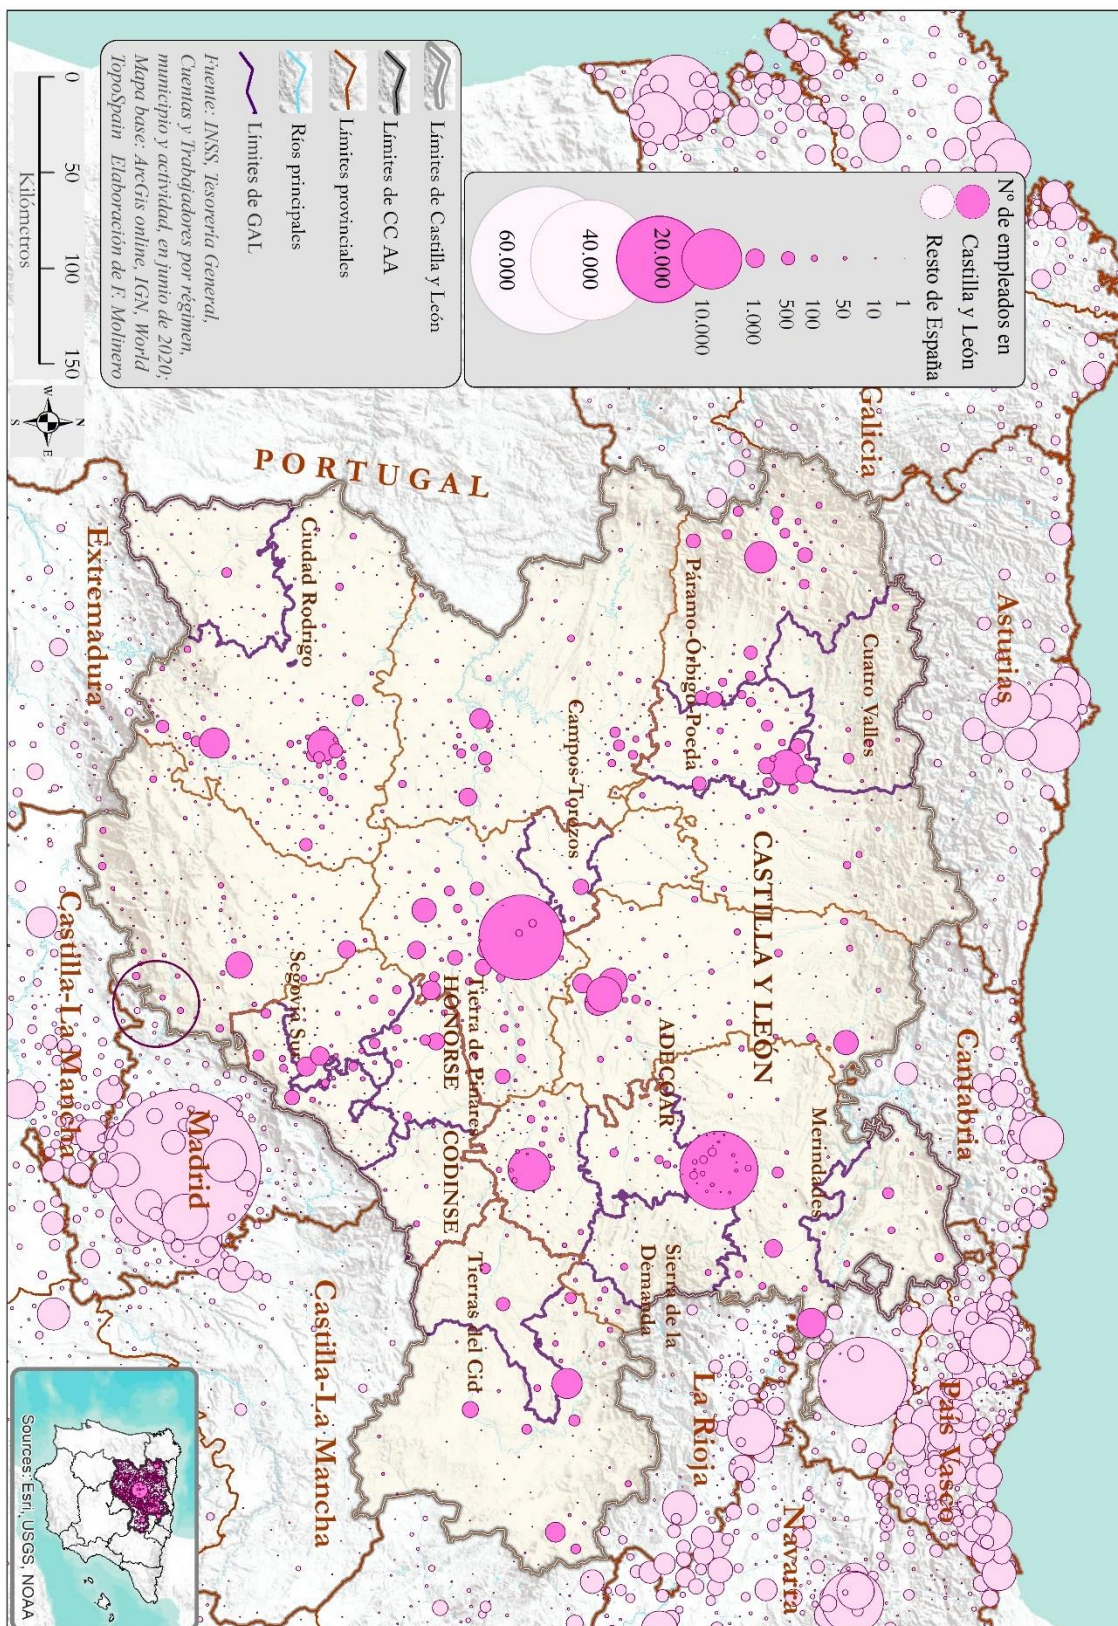 Nº de empleados en
Castilla y León
Resto de España
1
10
50
100
500
1.000
10.000
20.000
40.000
60.000
Límites de Castilla y León
Límites de CC AA
Límites provinciales
Ríos principales
Límites de GAL
Fuente: INSS, Tesorería General,
Cuentas y Trabajadores por régimen,
municipio y actividad, en junio de 2020;
Mapa base: ArcGis online, IGN, World
TopoSpain Elaboración de F. Molinero
0 50 100 150
Kilómetros
N
W
E
S
Galicia
Asturias
Cantabria
País Vasco
Navarra
La Rioja
PORTUGAL
Extremadura
Castilla-La Mancha
Madrid
Castilla-La Mancha
CASTILLA Y LEÓN
Cuatro Valles
Páramo-Órbigo-Poeda
Campos-Torozos
Ciudad Rodrigo
Merindades
ADECOAR
Sierra de la
Demanda
Tierra de Pinares
HONORSE
CODINSE
Tierras del Cid
Segovia Sur
Sources: Esri, USGS, NOAA